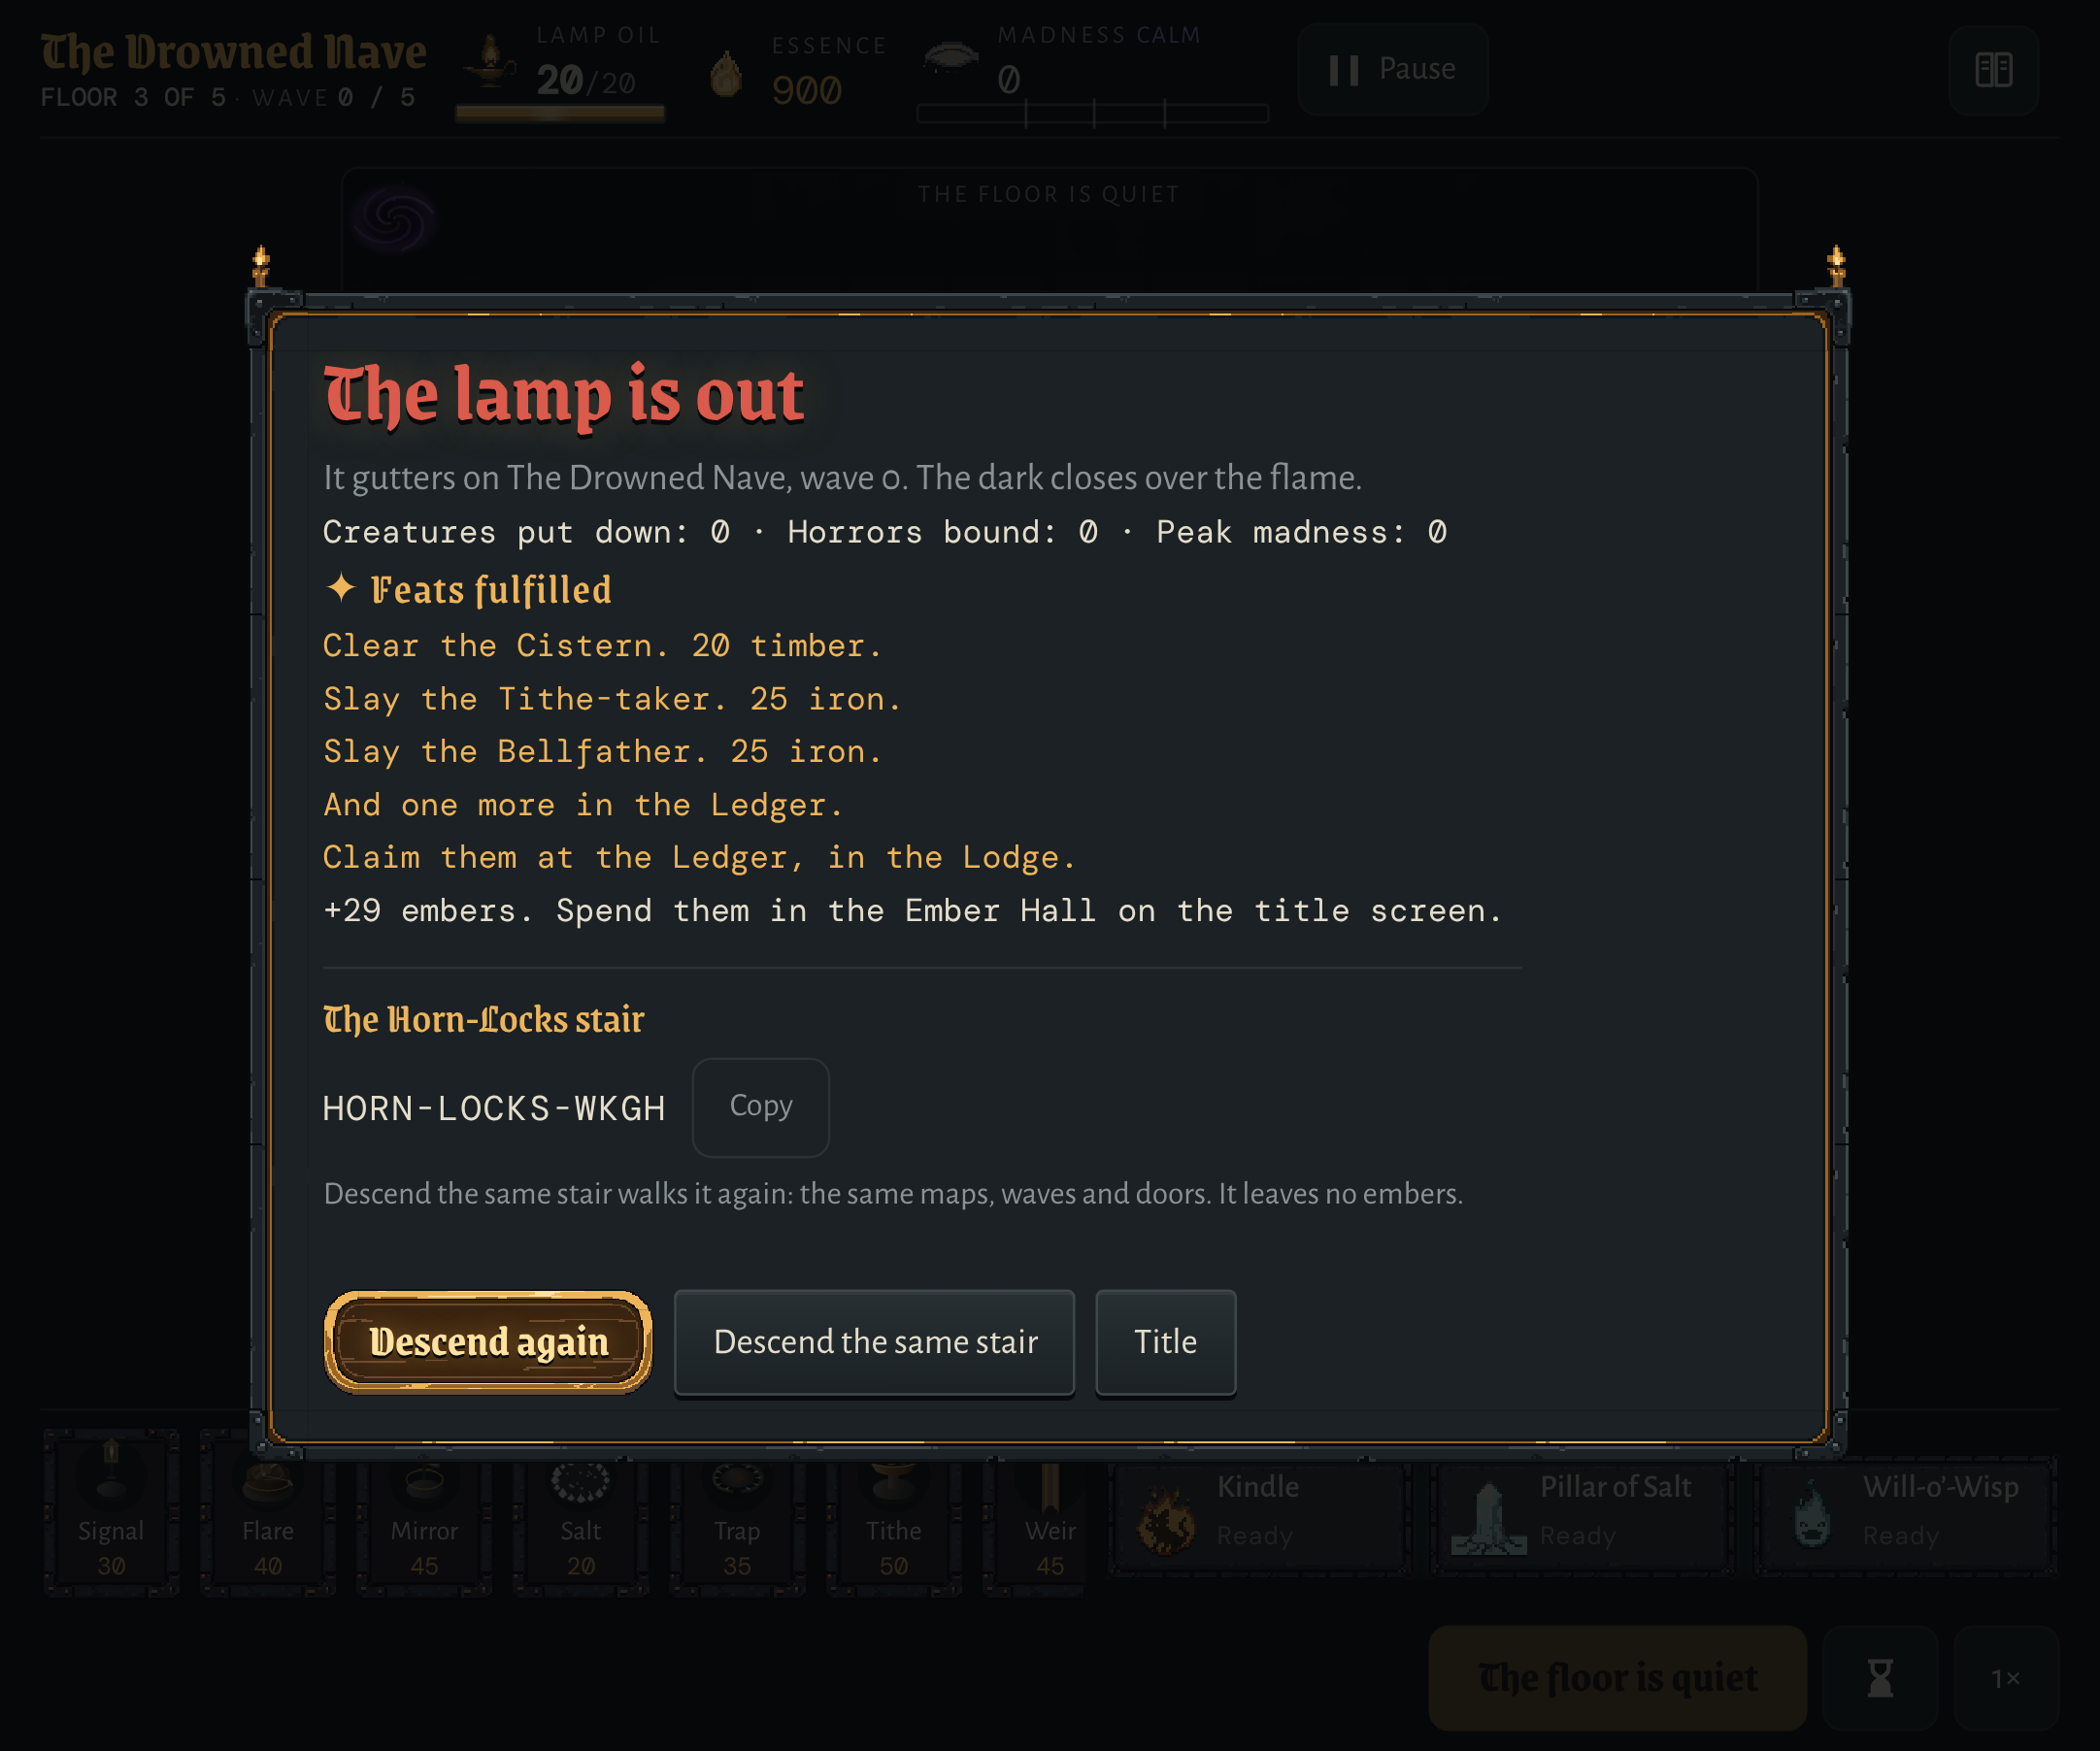 The Drowned Nave
FLOOR 3 OF 5 · WAVE 0 / 5
LAMP OIL
20/20
ESSENCE
900
MADNESS CALM
0
Pause
THE FLOOR IS QUIET
The lamp is out
It gutters on The Drowned Nave, wave 0. The dark closes over the flame.
Creatures put down: 0 · Horrors bound: 0 · Peak madness: 0
✦ Feats fulfilled
Clear the Cistern. 20 timber.
Slay the Tithe-taker. 25 iron.
Slay the Bellfather. 25 iron.
And one more in the Ledger.
Claim them at the Ledger, in the Lodge.
+29 embers. Spend them in the Ember Hall on the title screen.
The Horn-Locks stair
HORN-LOCKS-WKGH
Copy
Descend the same stair walks it again: the same maps, waves and doors. It leaves no embers.
Descend again
Descend the same stair
Title
Signal
30
Flare
40
Mirror
45
Salt
20
Trap
35
Tithe
50
Weir
45
Kindle
Ready
Pillar of Salt
Ready
Will-o'-Wisp
Ready
The floor is quiet
1×